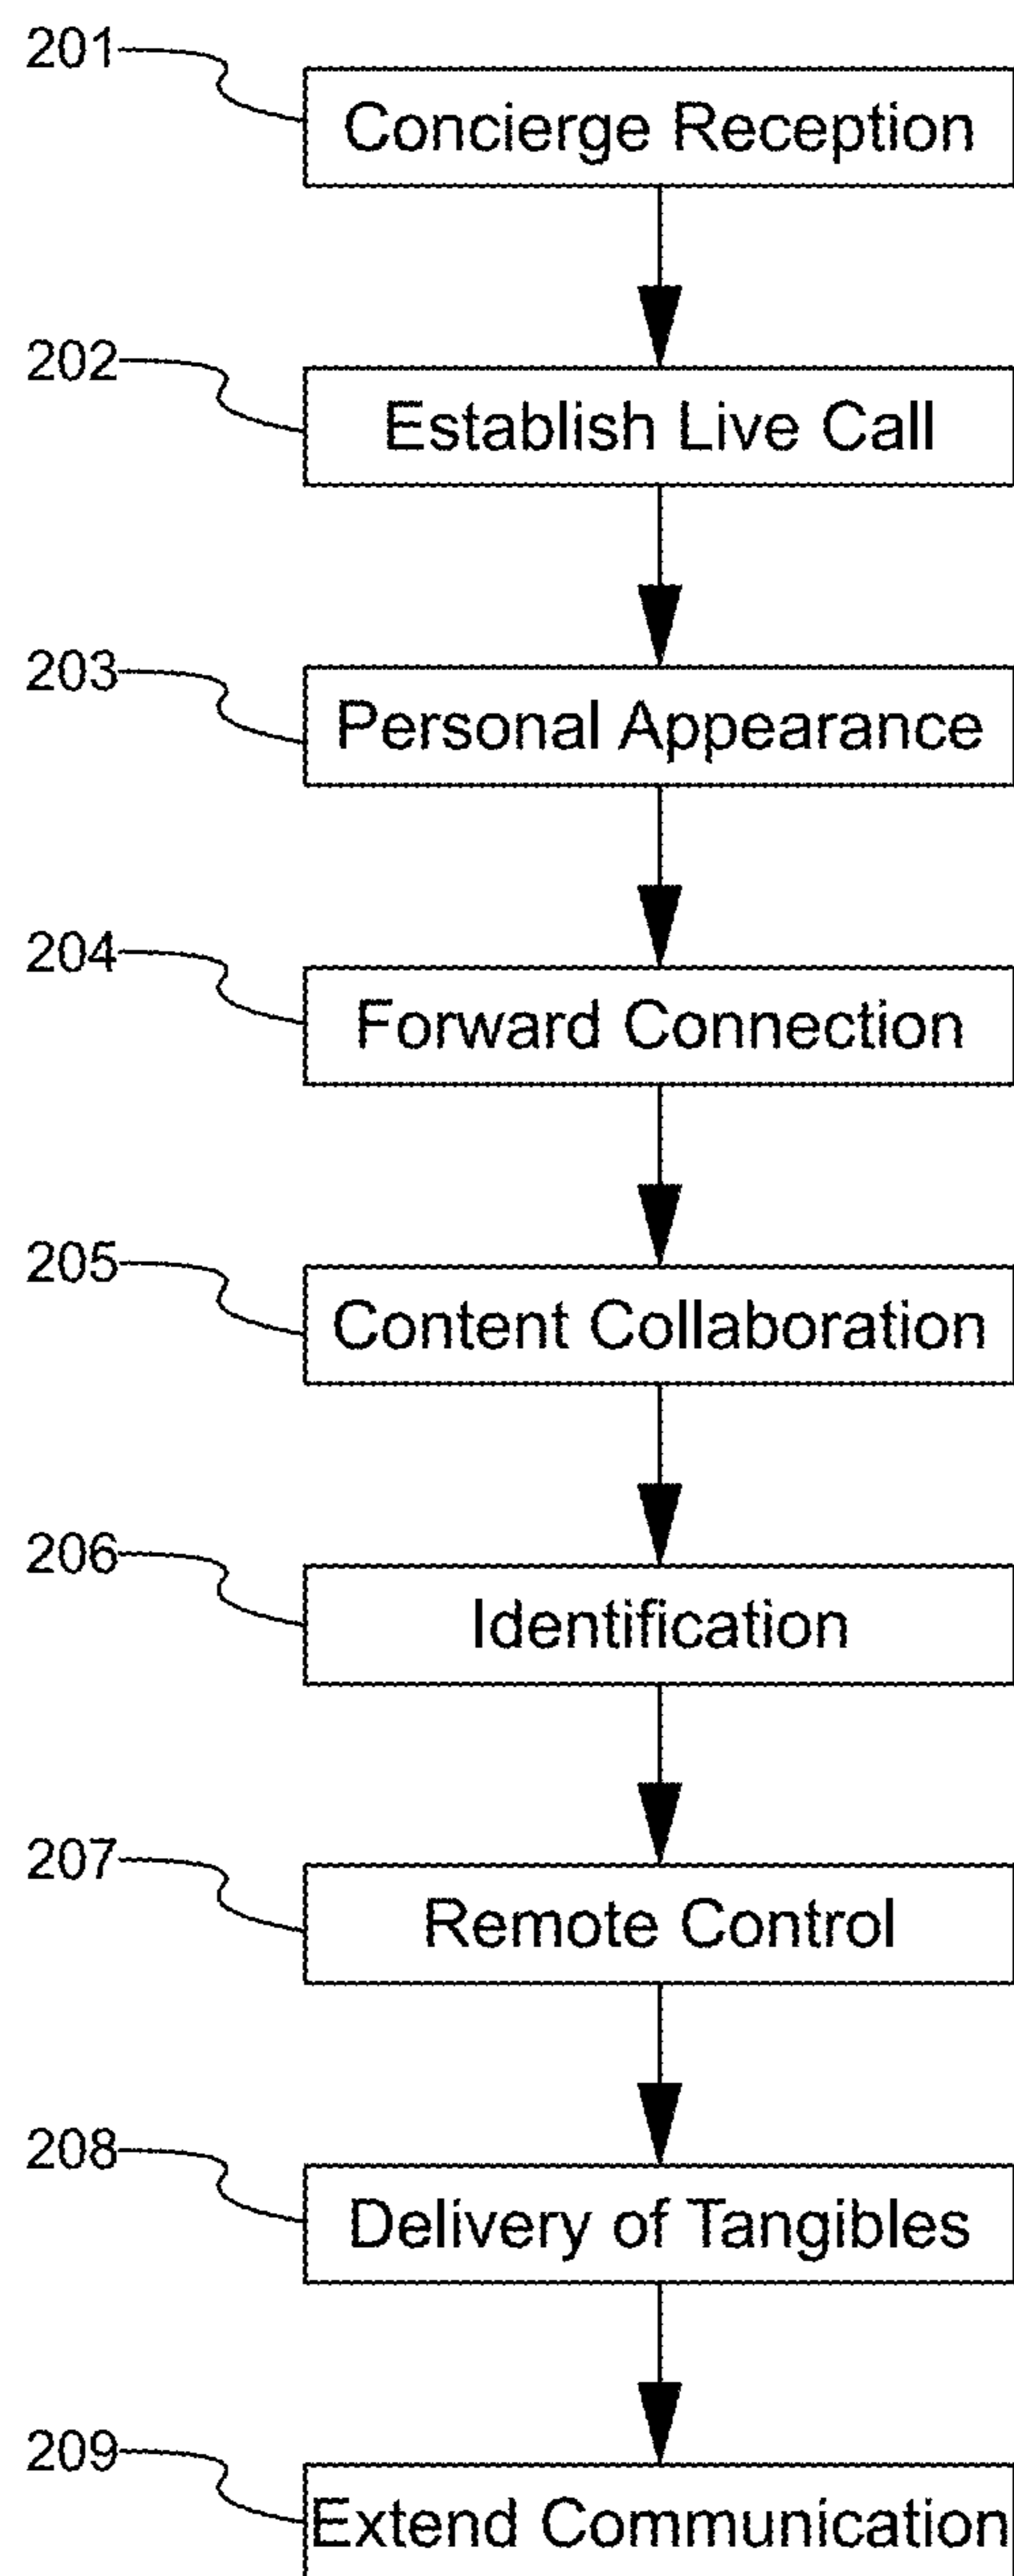 201
Concierge Reception
202
Establish Live Call
203
Personal Appearance
204
Forward Connection
205
Content Collaboration
206
Identification
207
Remote Control
208
Delivery of Tangibles
209
Extend Communication